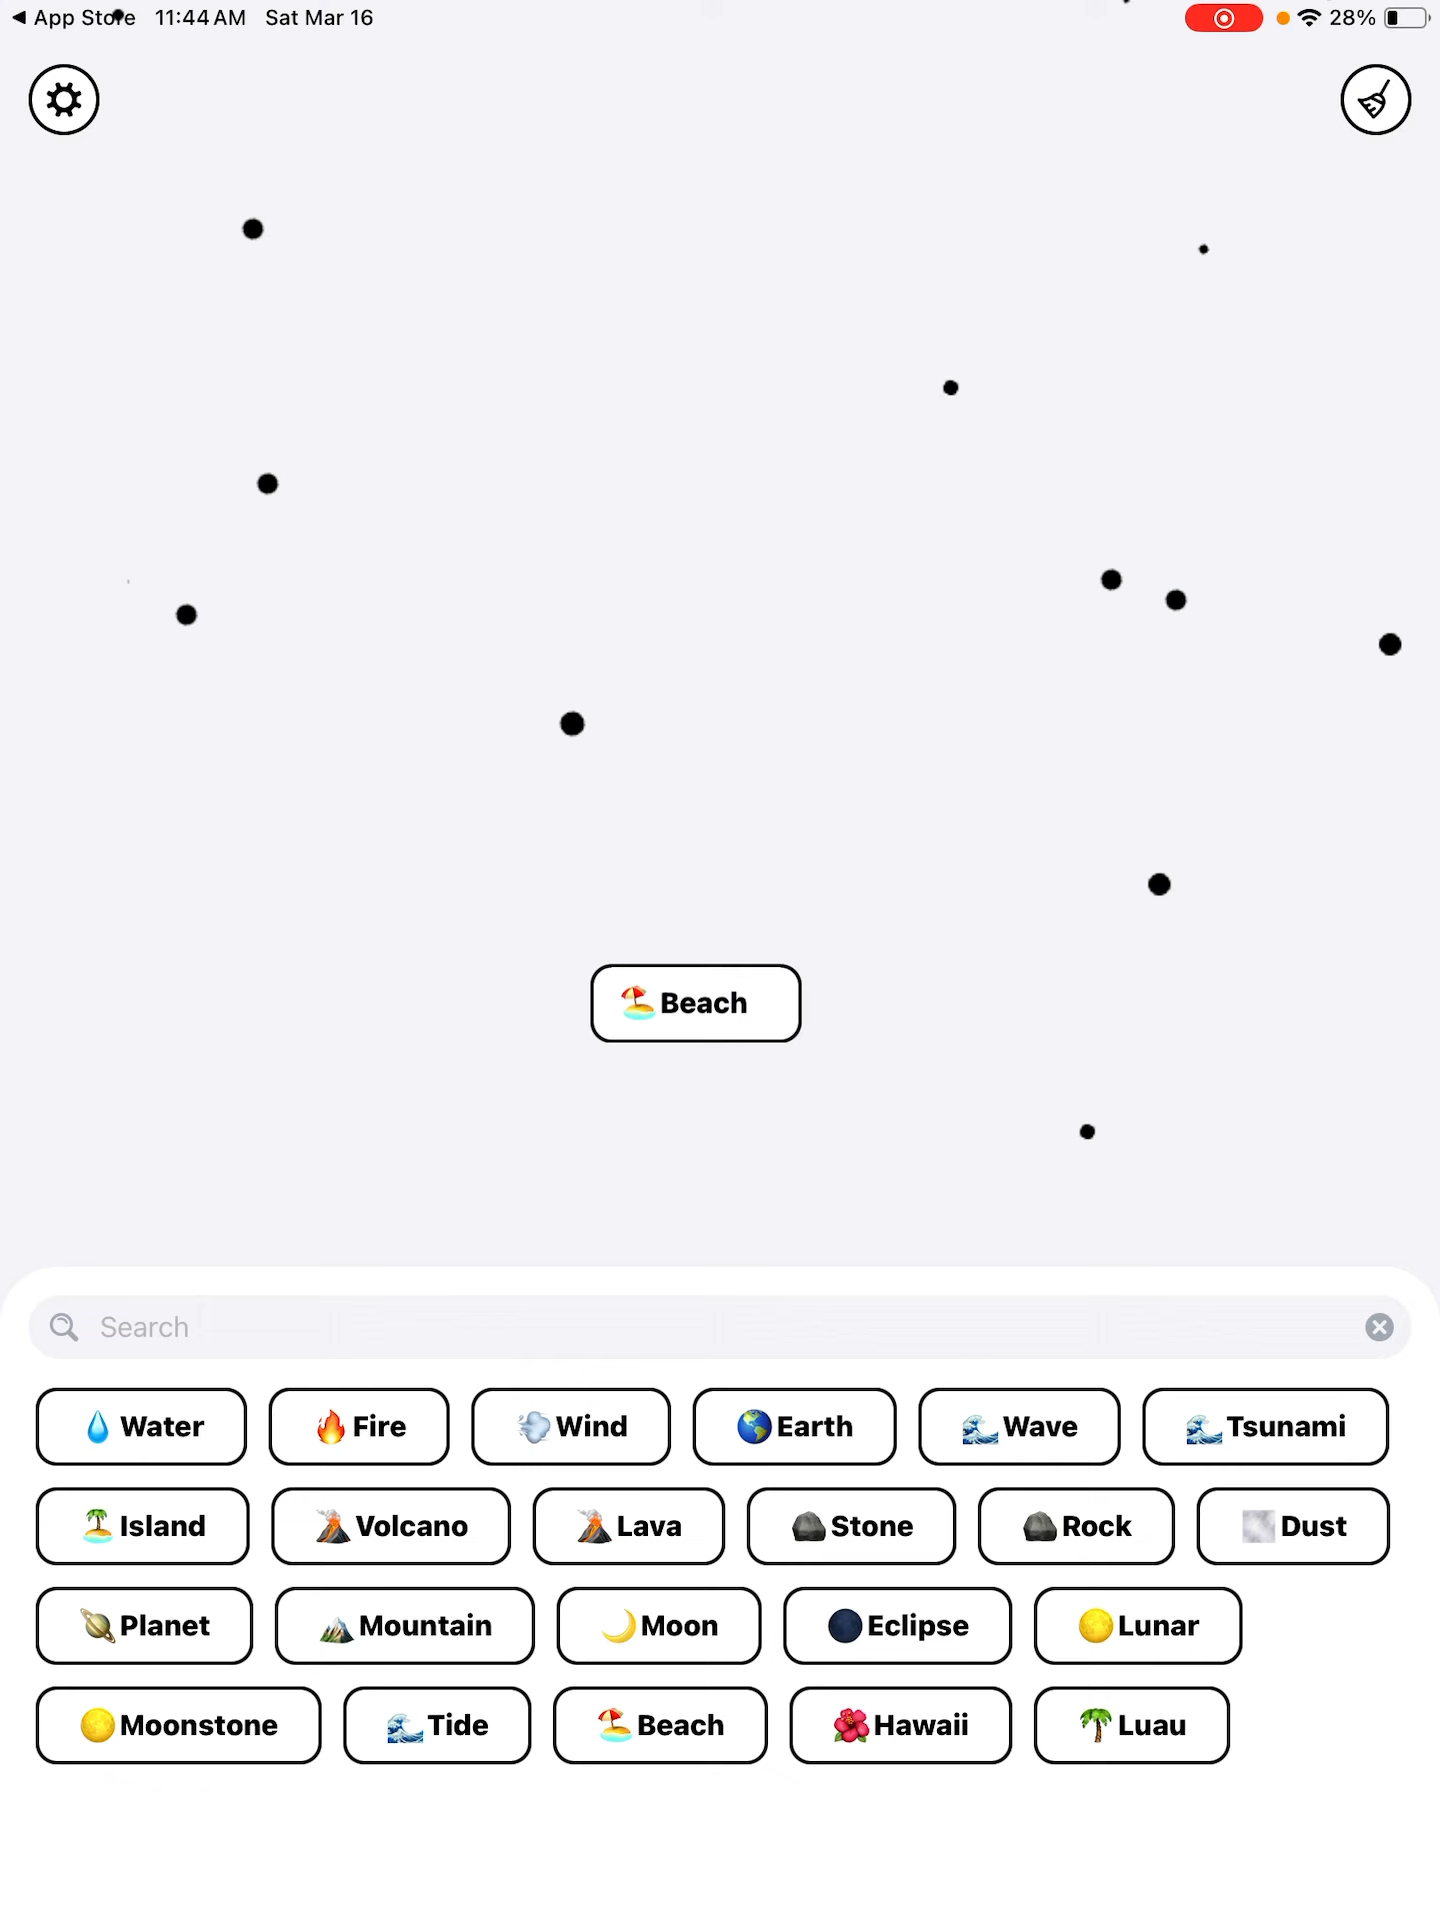 ◀ App Store 11:44 AM Sat Mar 16 28%
Beach
Search
Water Fire Wind Earth Wave Tsunami
Island Volcano Lava Stone Rock Dust
Planet Mountain Moon Eclipse Lunar
Moonstone Tide Beach Hawaii Luau